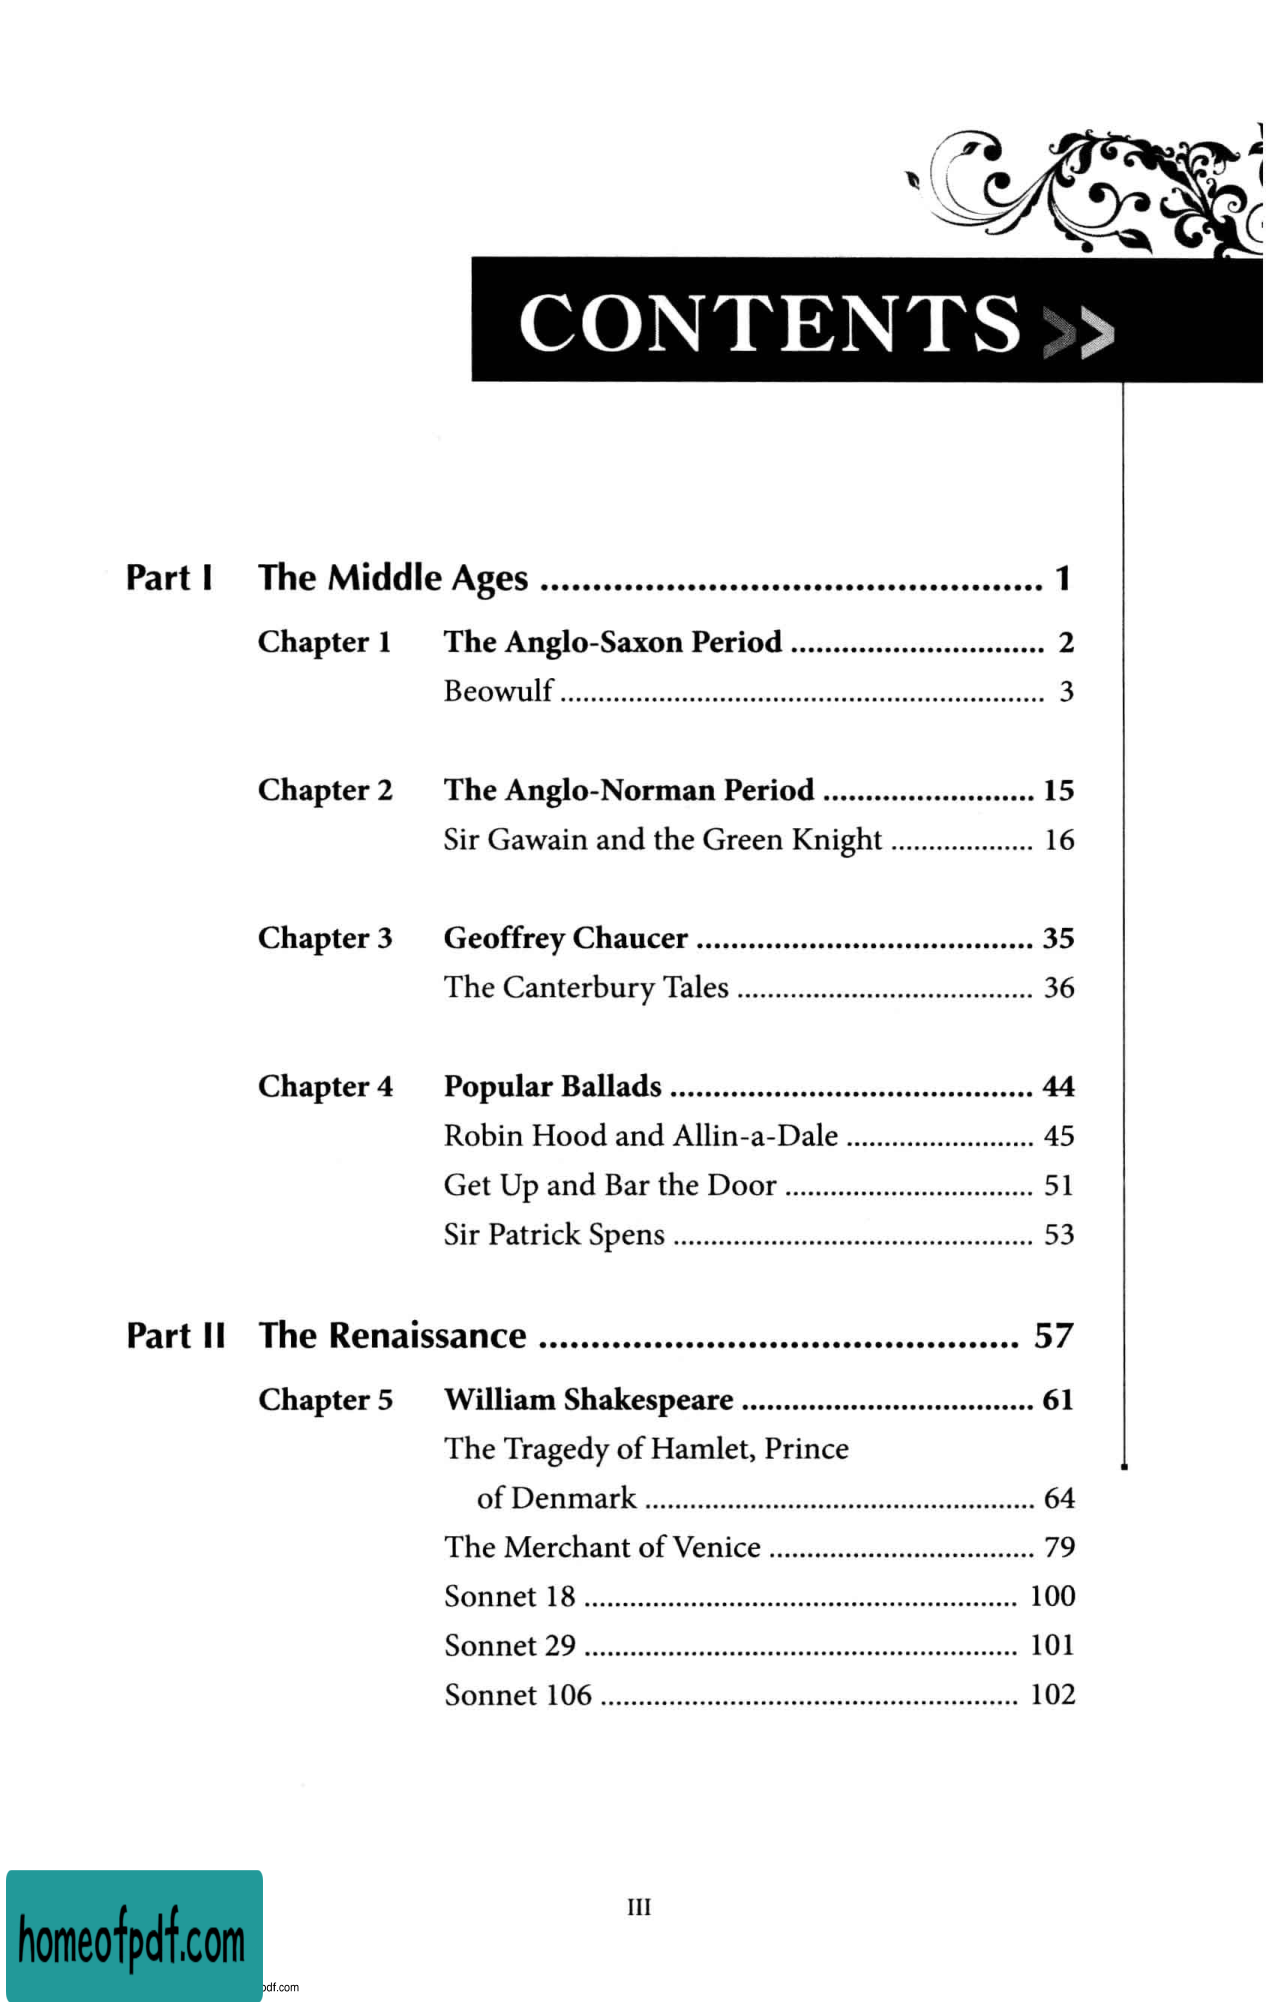 CONTENTS >>
Part I The Middle Ages ................................................ 1
Chapter 1 The Anglo-Saxon Period .............................. 2
Beowulf ................................................................ 3
Chapter 2 The Anglo-Norman Period ......................... 15
Sir Gawain and the Green Knight ................... 16
Chapter 3 Geoffrey Chaucer ........................................ 35
The Canterbury Tales ....................................... 36
Chapter 4 Popular Ballads ........................................... 44
Robin Hood and Allin-a-Dale ......................... 45
Get Up and Bar the Door ................................. 51
Sir Patrick Spens ................................................ 53
Part II The Renaissance .............................................. 57
Chapter 5 William Shakespeare ................................... 61
The Tragedy of Hamlet, Prince
of Denmark .................................................... 64
The Merchant of Venice ................................... 79
Sonnet 18 .......................................................... 100
Sonnet 29 .......................................................... 101
Sonnet 106 ........................................................ 102
III
homeofpdf.com
pdf.com